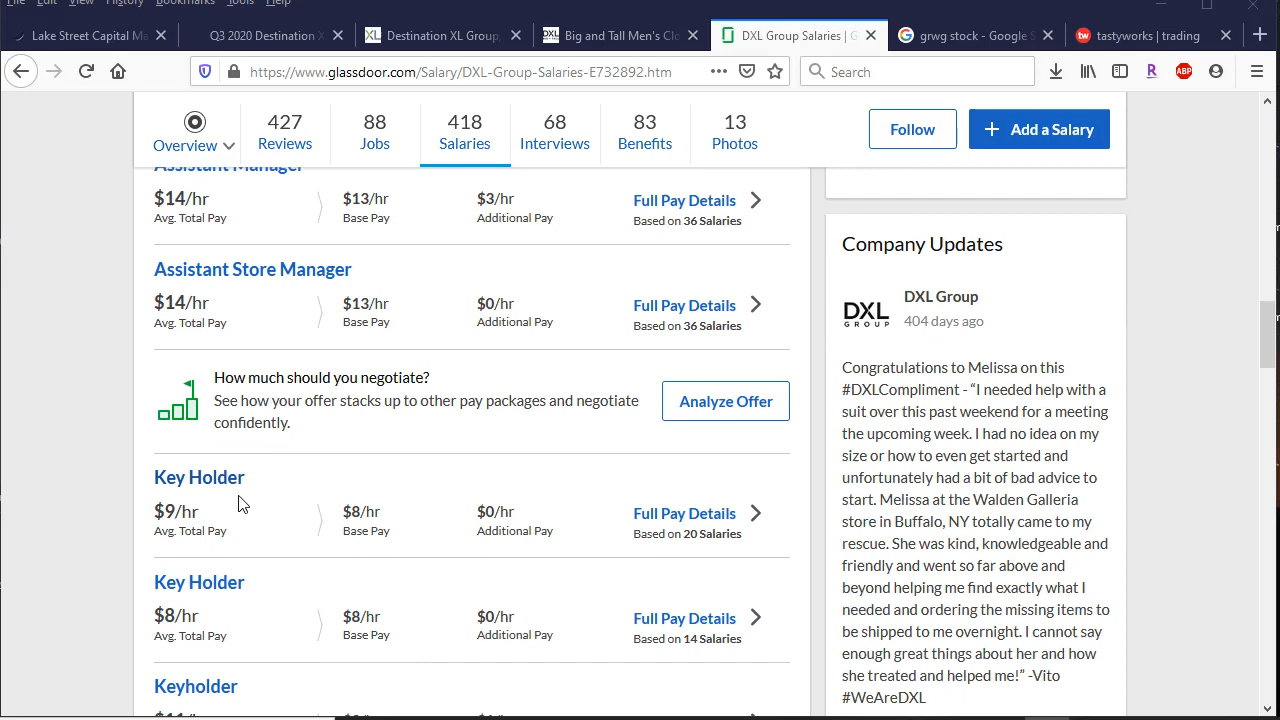 File Edit View History Bookmarks Tools Help
Lake Street Capital Ma
Q3 2020 Destination X
Destination XL Group,
Big and Tall Men's Clo
DXL Group Salaries | G
grwg stock - Google S
tastyworks | trading
https://www.glassdoor.com/Salary/DXL-Group-Salaries-E732892.htm
Search
Overview
427 Reviews
88 Jobs
418 Salaries
68 Interviews
83 Benefits
13 Photos
Follow
+ Add a Salary
Assistant Manager
$14/hr $13/hr $3/hr Full Pay Details
Avg. Total Pay Base Pay Additional Pay Based on 36 Salaries
Assistant Store Manager
$14/hr $13/hr $0/hr Full Pay Details
Avg. Total Pay Base Pay Additional Pay Based on 36 Salaries
How much should you negotiate?
See how your offer stacks up to other pay packages and negotiate
confidently.
Analyze Offer
Key Holder
$9/hr $8/hr $0/hr Full Pay Details
Avg. Total Pay Base Pay Additional Pay Based on 20 Salaries
Key Holder
$8/hr $8/hr $0/hr Full Pay Details
Avg. Total Pay Base Pay Additional Pay Based on 14 Salaries
Keyholder
Company Updates
DXL GROUP
DXL Group
404 days ago
Congratulations to Melissa on this
#DXLCompliment - “I needed help with a
suit over this past weekend for a meeting
the upcoming week. I had no idea on my
size or how to even get started and
unfortunately had a bit of bad advice to
start. Melissa at the Walden Galleria
store in Buffalo, NY totally came to my
rescue. She was kind, knowledgeable and
friendly and went so far above and
beyond helping me find exactly what I
needed and ordering the missing items to
be shipped to me overnight. I cannot say
enough great things about her and how
she treated and helped me!” -Vito
#WeAreDXL